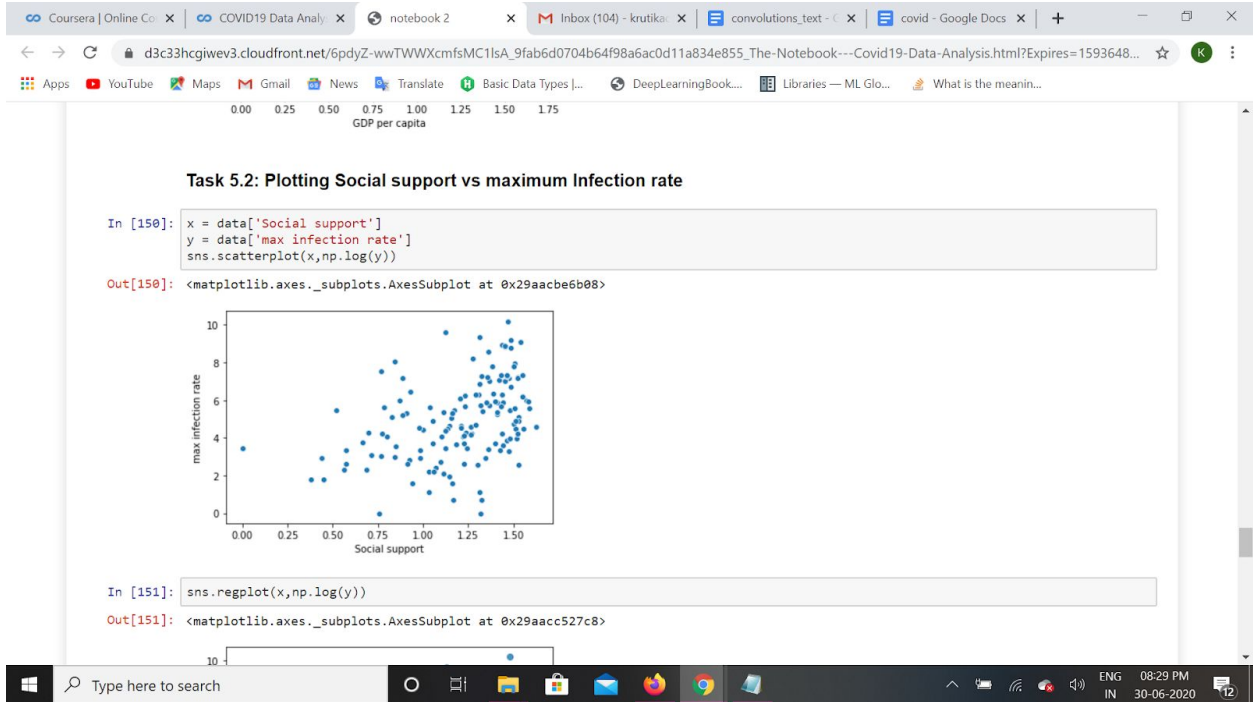 Coursera | Online Co
COVID19 Data Analy
notebook 2
Inbox (104) - krutika
convolutions_text - G
covid - Google Docs
d3c33hcgiwev3.cloudfront.net/6pdyZ-wwTWWXcmfsMC1lsA_9fab6d0704b64f98a6ac0d11a834e855_The-Notebook---Covid19-Data-Analysis.html?Expires=1593648...
K
Apps YouTube Maps Gmail News Translate Basic Data Types |... DeepLearningBook.... Libraries — ML Glo... What is the meanin...
0.00 0.25 0.50 0.75 1.00 1.25 1.50 1.75
GDP per capita
Task 5.2: Plotting Social support vs maximum Infection rate
In [150]: x = data['Social support']
y = data['max infection rate']
sns.scatterplot(x,np.log(y))
Out[150]: <matplotlib.axes._subplots.AxesSubplot at 0x29aacbe6b08>
10
8
6
4
2
0
max infection rate
0.00 0.25 0.50 0.75 1.00 1.25 1.50
Social support
In [151]: sns.regplot(x,np.log(y))
Out[151]: <matplotlib.axes._subplots.AxesSubplot at 0x29aacc527c8>
10
Type here to search
ENG 08:29 PM
IN 30-06-2020
12